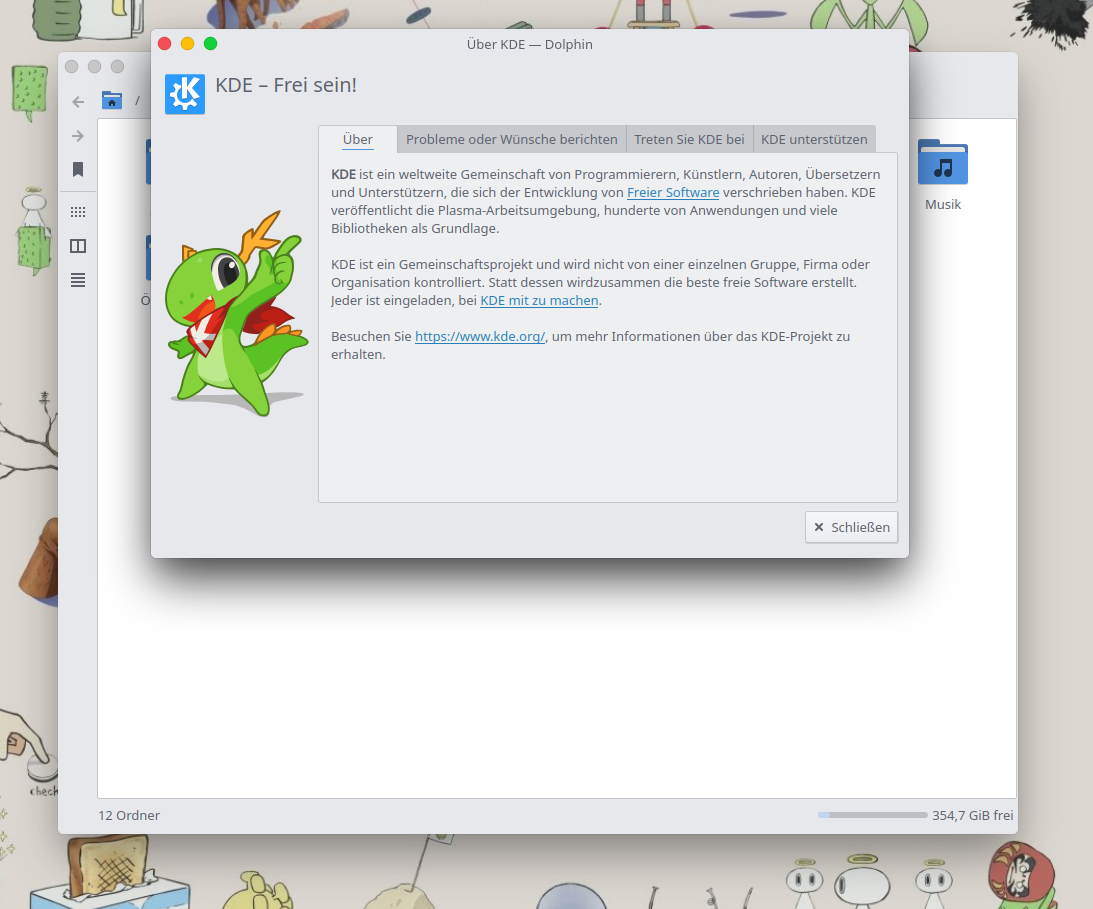 Über KDE — Dolphin
KDE – Frei sein!
/
Über
Probleme oder Wünsche berichten
Treten Sie KDE bei
KDE unterstützen
KDE ist ein weltweite Gemeinschaft von Programmierern, Künstlern, Autoren, Übersetzern
und Unterstützern, die sich der Entwicklung von Freier Software verschrieben haben. KDE
veröffentlicht die Plasma-Arbeitsumgebung, hunderte von Anwendungen und viele
Bibliotheken als Grundlage.
KDE ist ein Gemeinschaftsprojekt und wird nicht von einer einzelnen Gruppe, Firma oder
Organisation kontrolliert. Statt dessen wirdzusammen die beste freie Software erstellt.
Jeder ist eingeladen, bei KDE mit zu machen.
Besuchen Sie https://www.kde.org/, um mehr Informationen über das KDE-Projekt zu
erhalten.
Musik
Schließen
check
12 Ordner
354,7 GiB frei